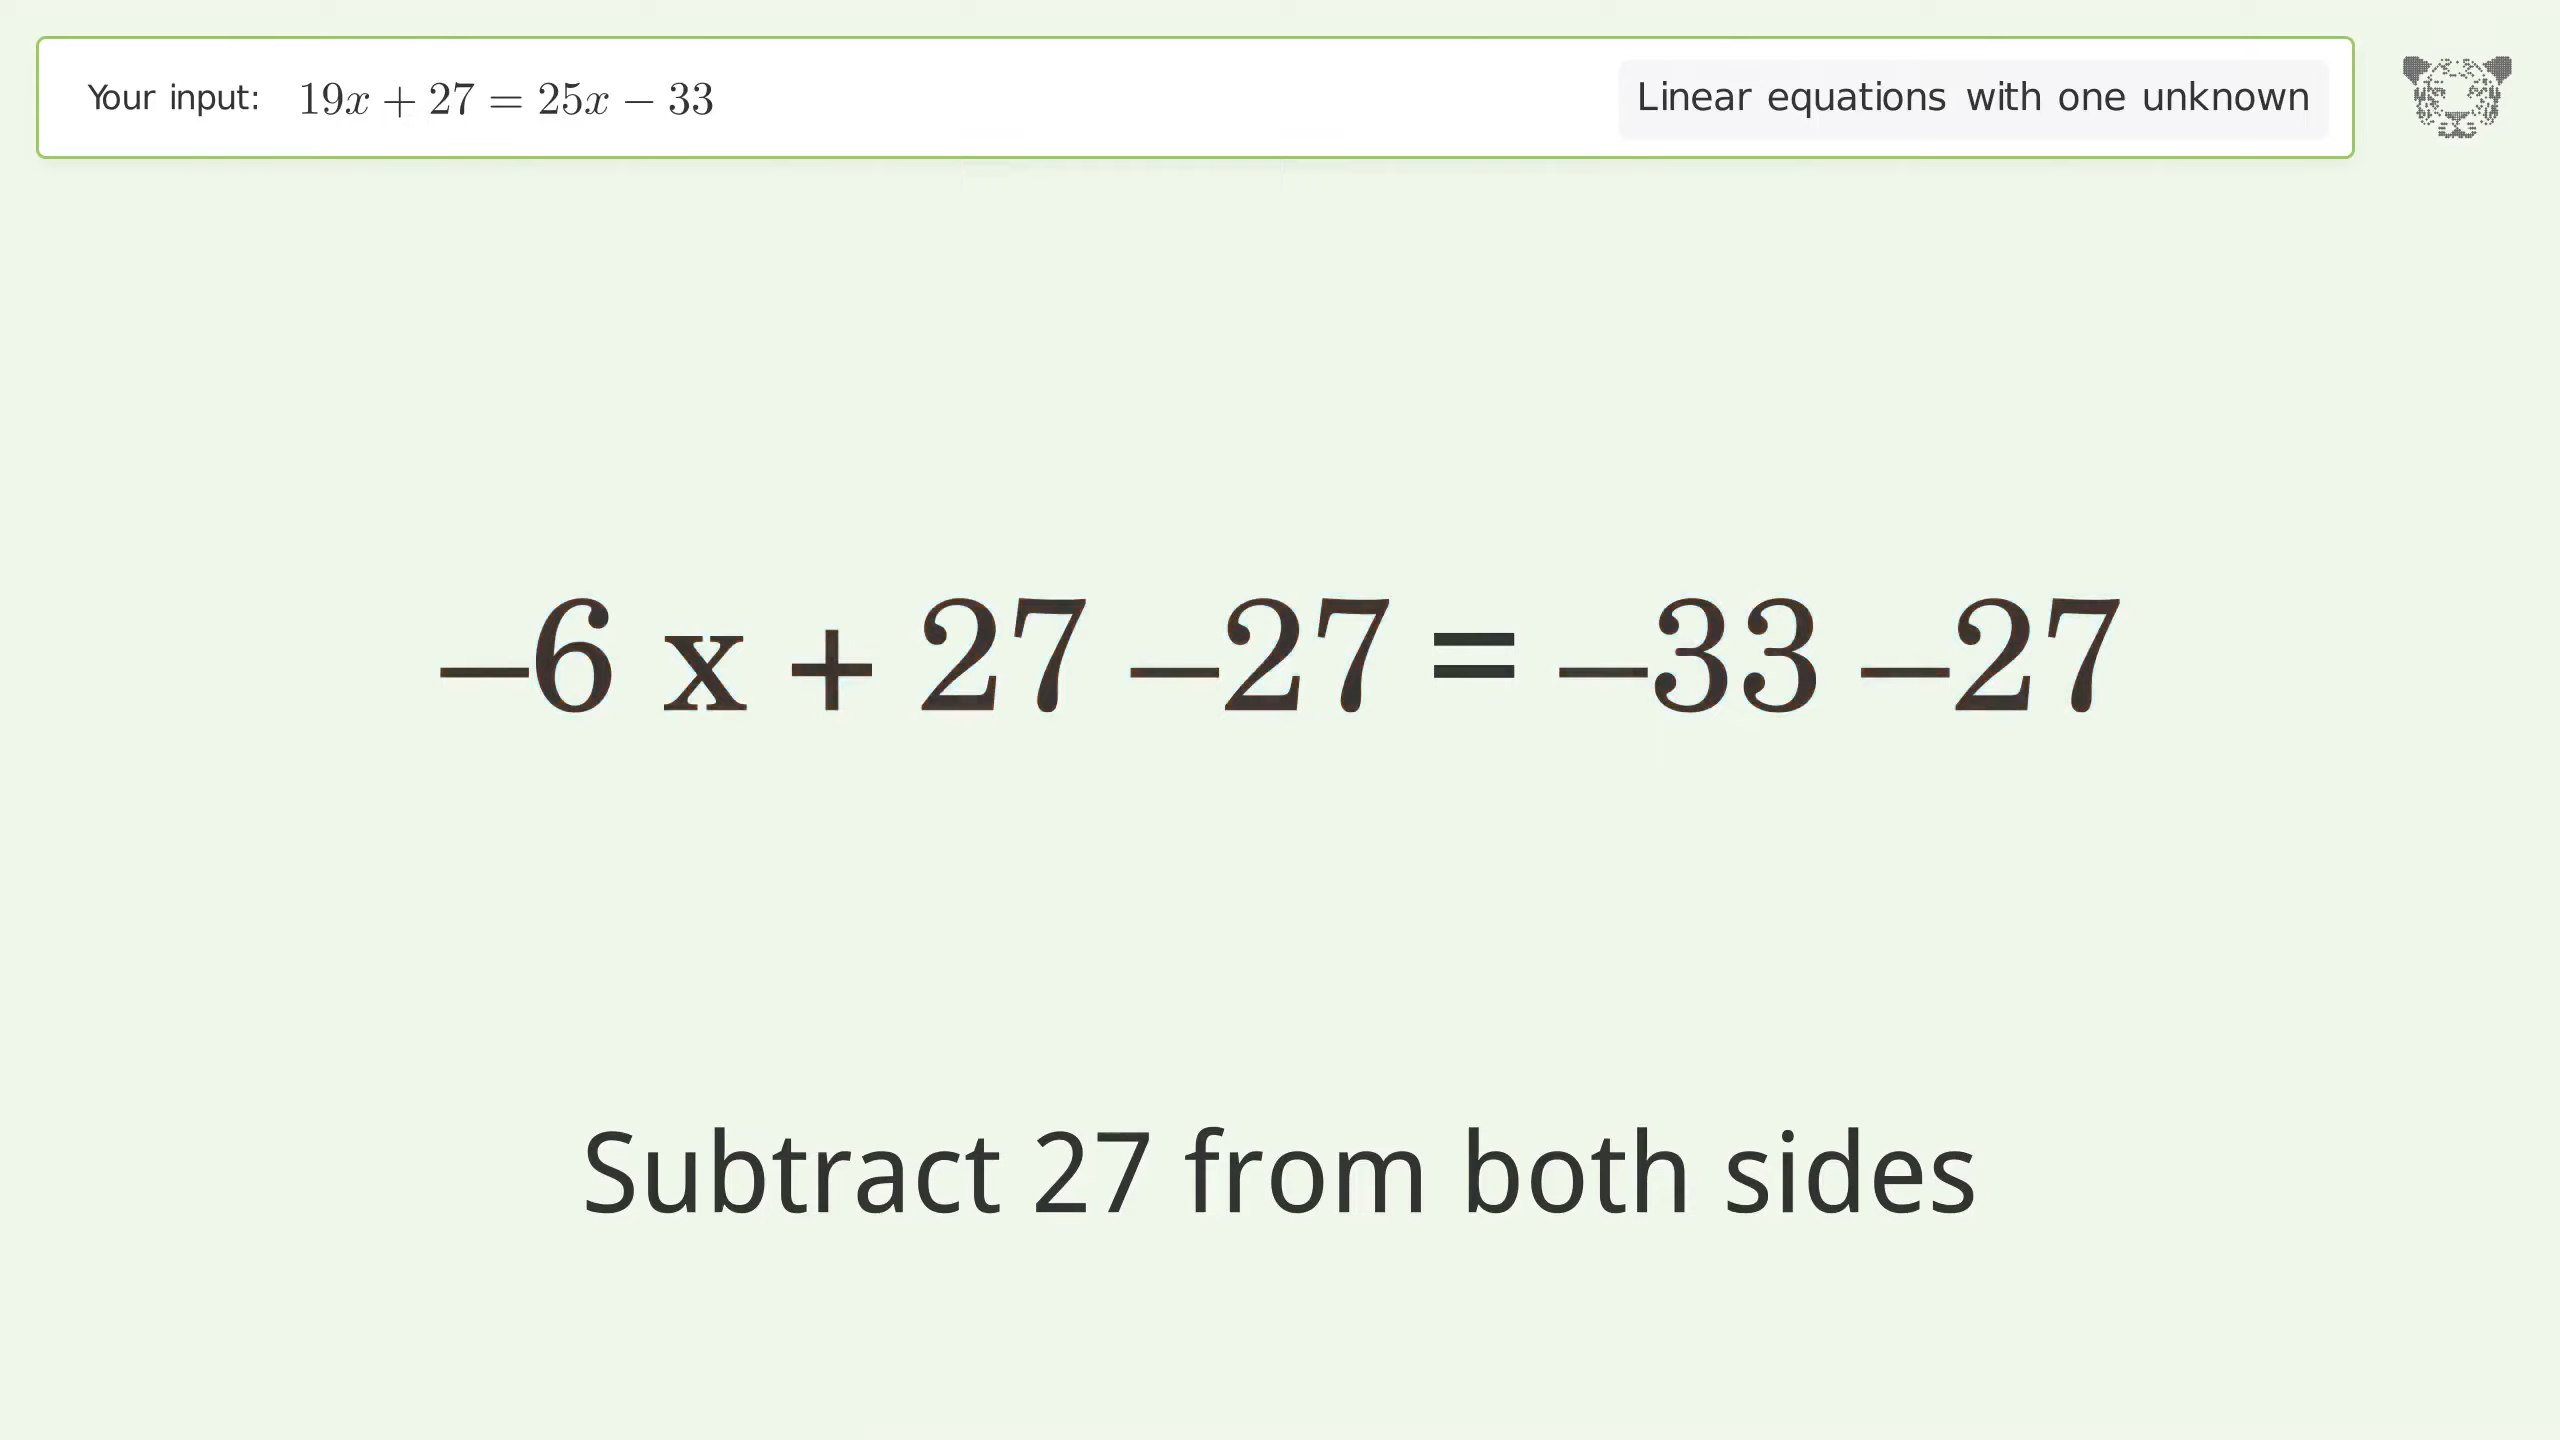 Your input: 19x + 27 = 25x − 33
Linear equations with one unknown
−6 x + 27 −27 = −33 −27
Subtract 27 from both sides